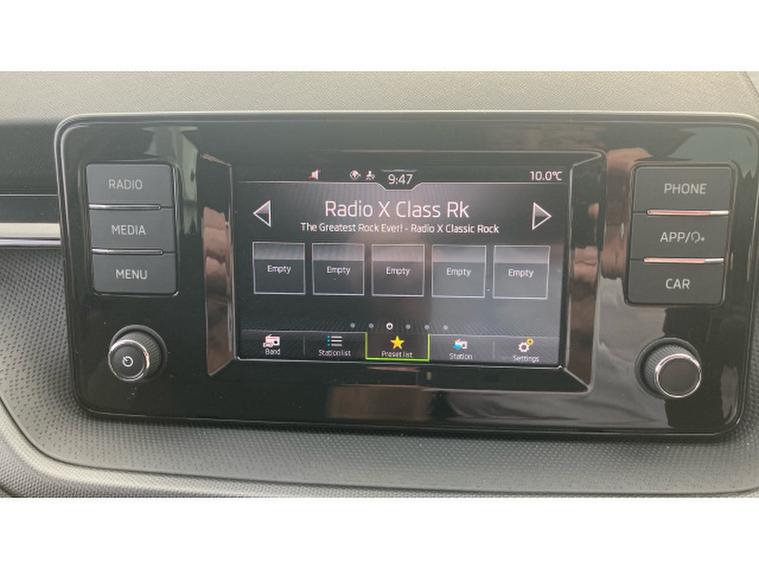 RADIO
MEDIA
MENU
9:47
10.0°C
Radio X Class Rk
The Greatest Rock Ever! - Radio X Classic Rock
Empty Empty Empty Empty Empty
Band Station list Preset list Station Settings
PHONE
APP/
CAR